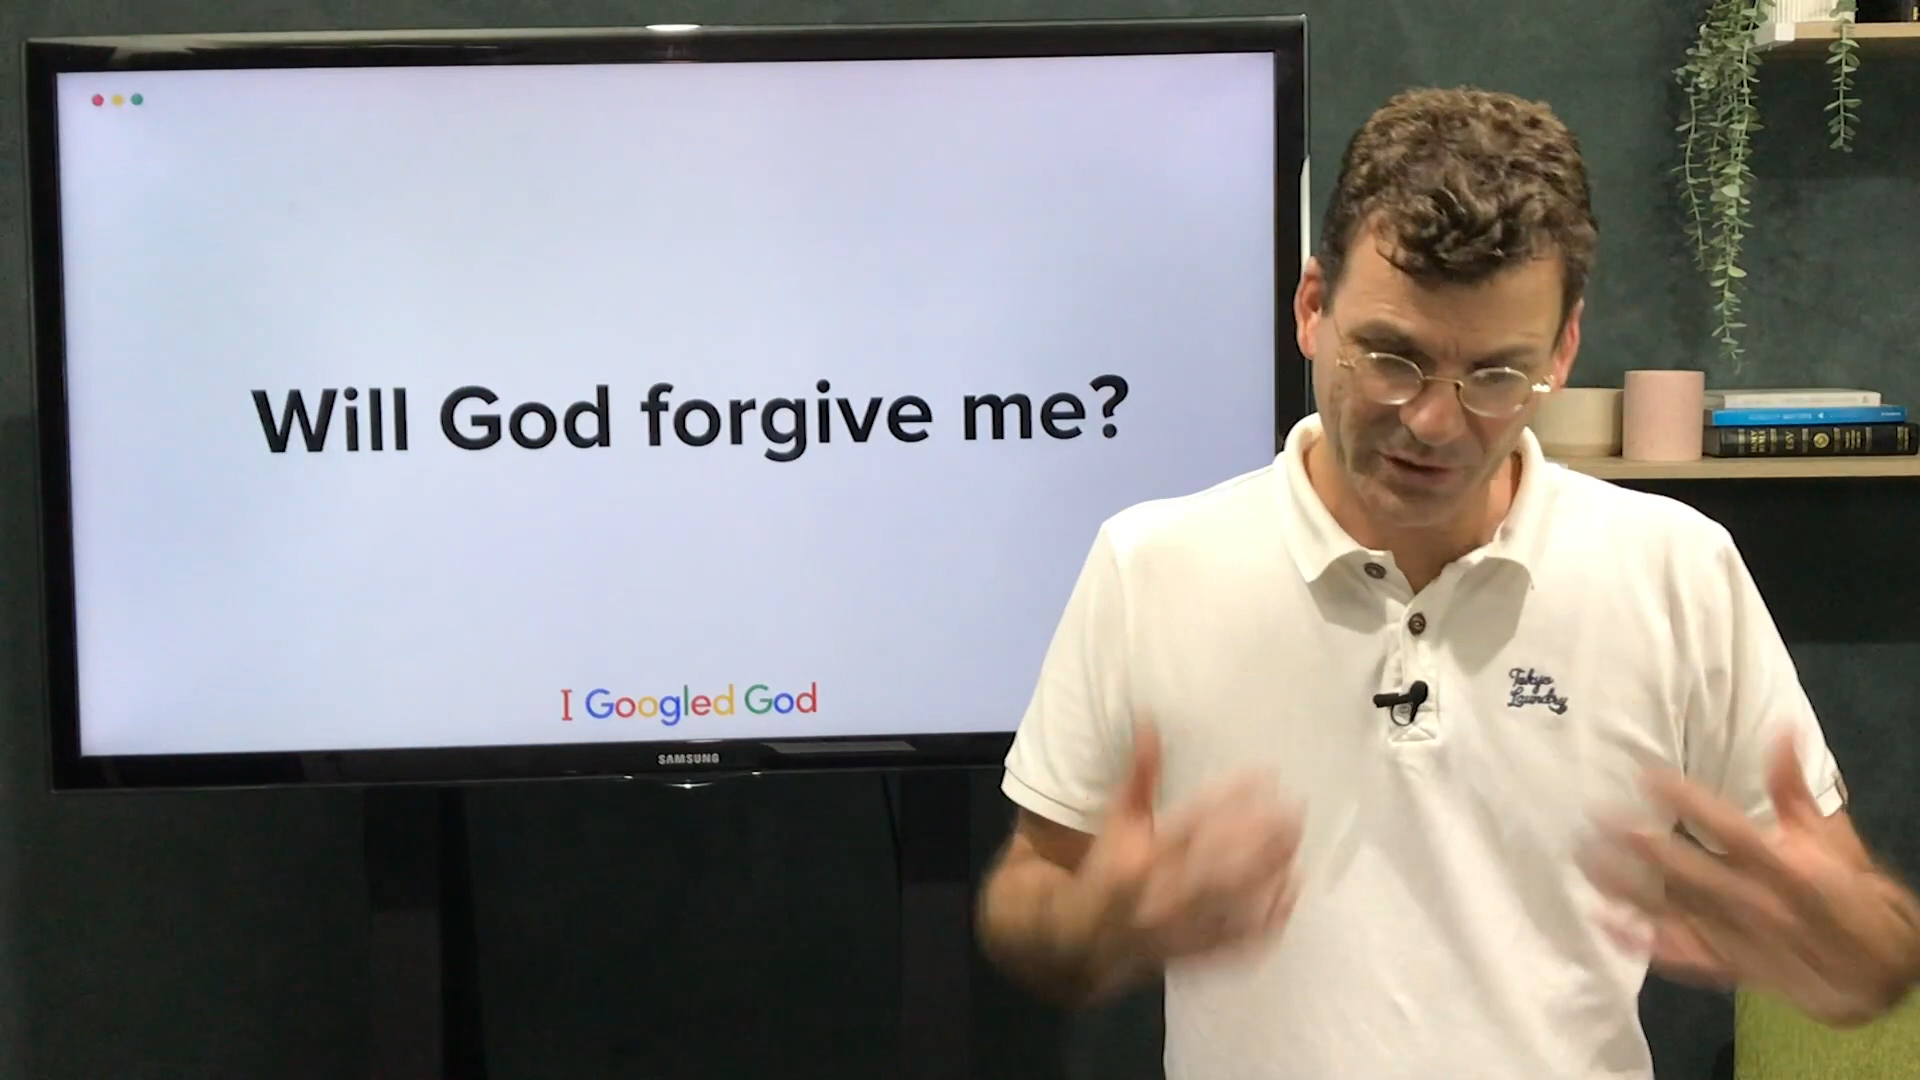 Will God forgive me?
I Googled God
SAMSUNG
Tokyo
Laundry